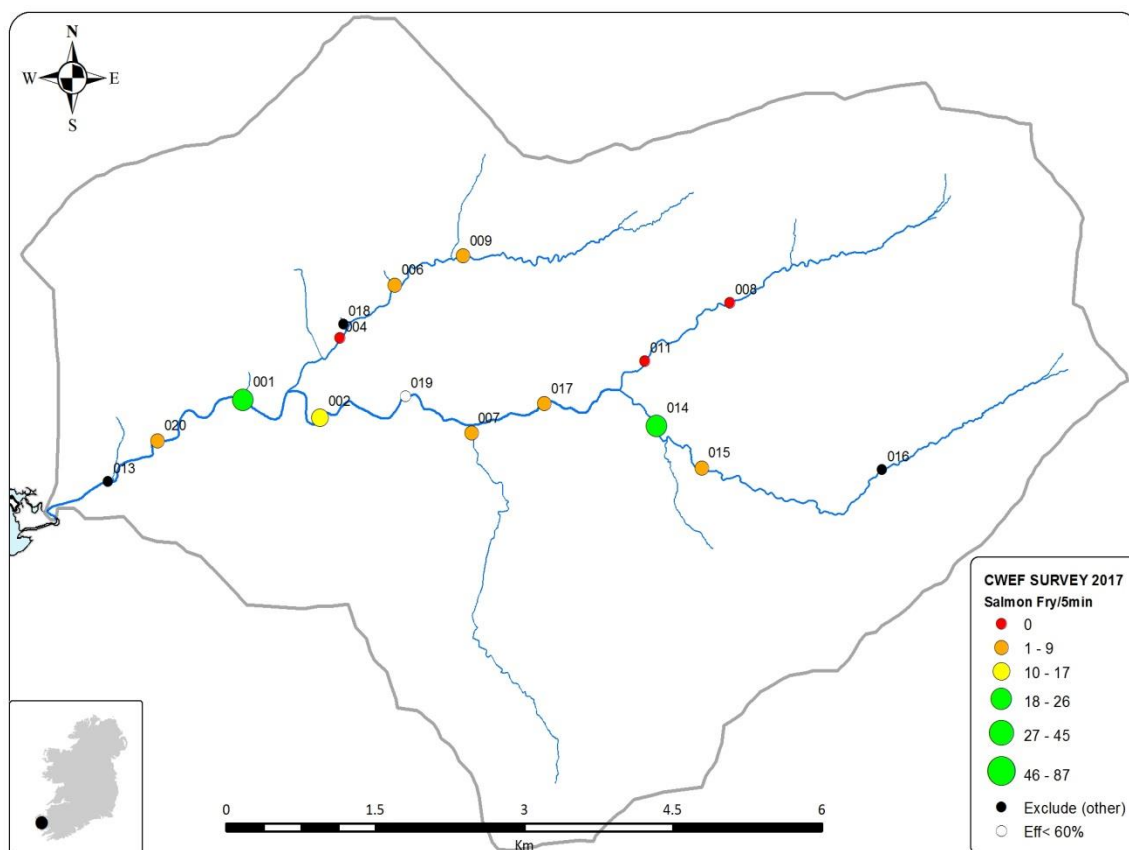 N
W E
S
009
006
008
018
004
011
001
019
017
002
014
007
020
015
016
013
CWEF SURVEY 2017
Salmon Fry/5min
0
1 - 9
10 - 17
18 - 26
27 - 45
46 - 87
Exclude (other)
Eff< 60%
0 1.5 3 4.5 6
Km